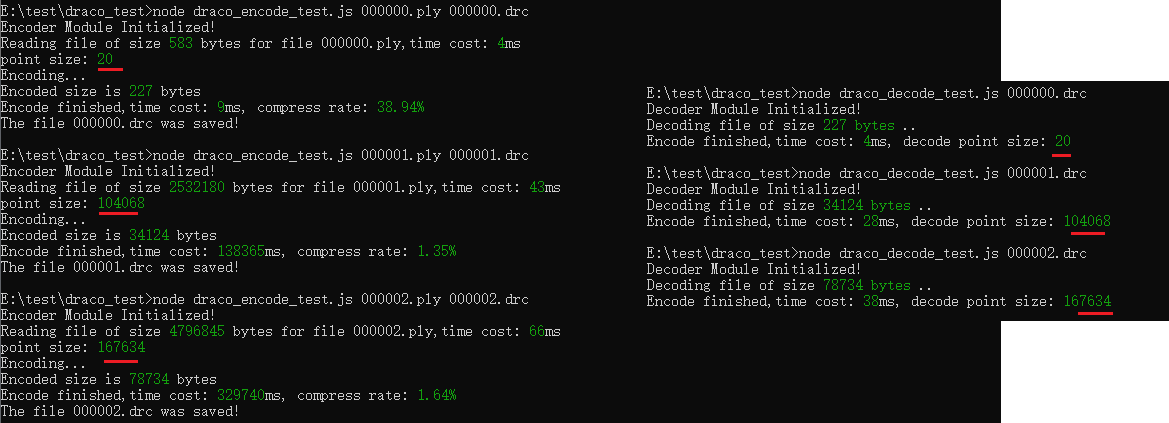 E:\test\draco_test>node draco_encode_test.js 000000.ply 000000.drc
Encoder Module Initialized!
Reading file of size 583 bytes for file 000000.ply,time cost: 4ms
point size: 20
Encoding...
Encoded size is 227 bytes
Encode finished,time cost: 9ms, compress rate: 38.94%
The file 000000.drc was saved!
E:\test\draco_test>node draco_encode_test.js 000001.ply 000001.drc
Encoder Module Initialized!
Reading file of size 2532180 bytes for file 000001.ply,time cost: 43ms
point size: 104068
Encoding...
Encoded size is 34124 bytes
Encode finished,time cost: 138365ms, compress rate: 1.35%
The file 000001.drc was saved!
E:\test\draco_test>node draco_encode_test.js 000002.ply 000002.drc
Encoder Module Initialized!
Reading file of size 4796845 bytes for file 000002.ply,time cost: 66ms
point size: 167634
Encoding...
Encoded size is 78734 bytes
Encode finished,time cost: 329740ms, compress rate: 1.64%
The file 000002.drc was saved!
E:\test\draco_test>node draco_decode_test.js 000000.drc
Decoder Module Initialized!
Decoding file of size 227 bytes ..
Encode finished,time cost: 4ms, decode point size: 20
E:\test\draco_test>node draco_decode_test.js 000001.drc
Decoder Module Initialized!
Decoding file of size 34124 bytes ..
Encode finished,time cost: 28ms, decode point size: 104068
E:\test\draco_test>node draco_decode_test.js 000002.drc
Decoder Module Initialized!
Decoding file of size 78734 bytes ..
Encode finished,time cost: 38ms, decode point size: 167634